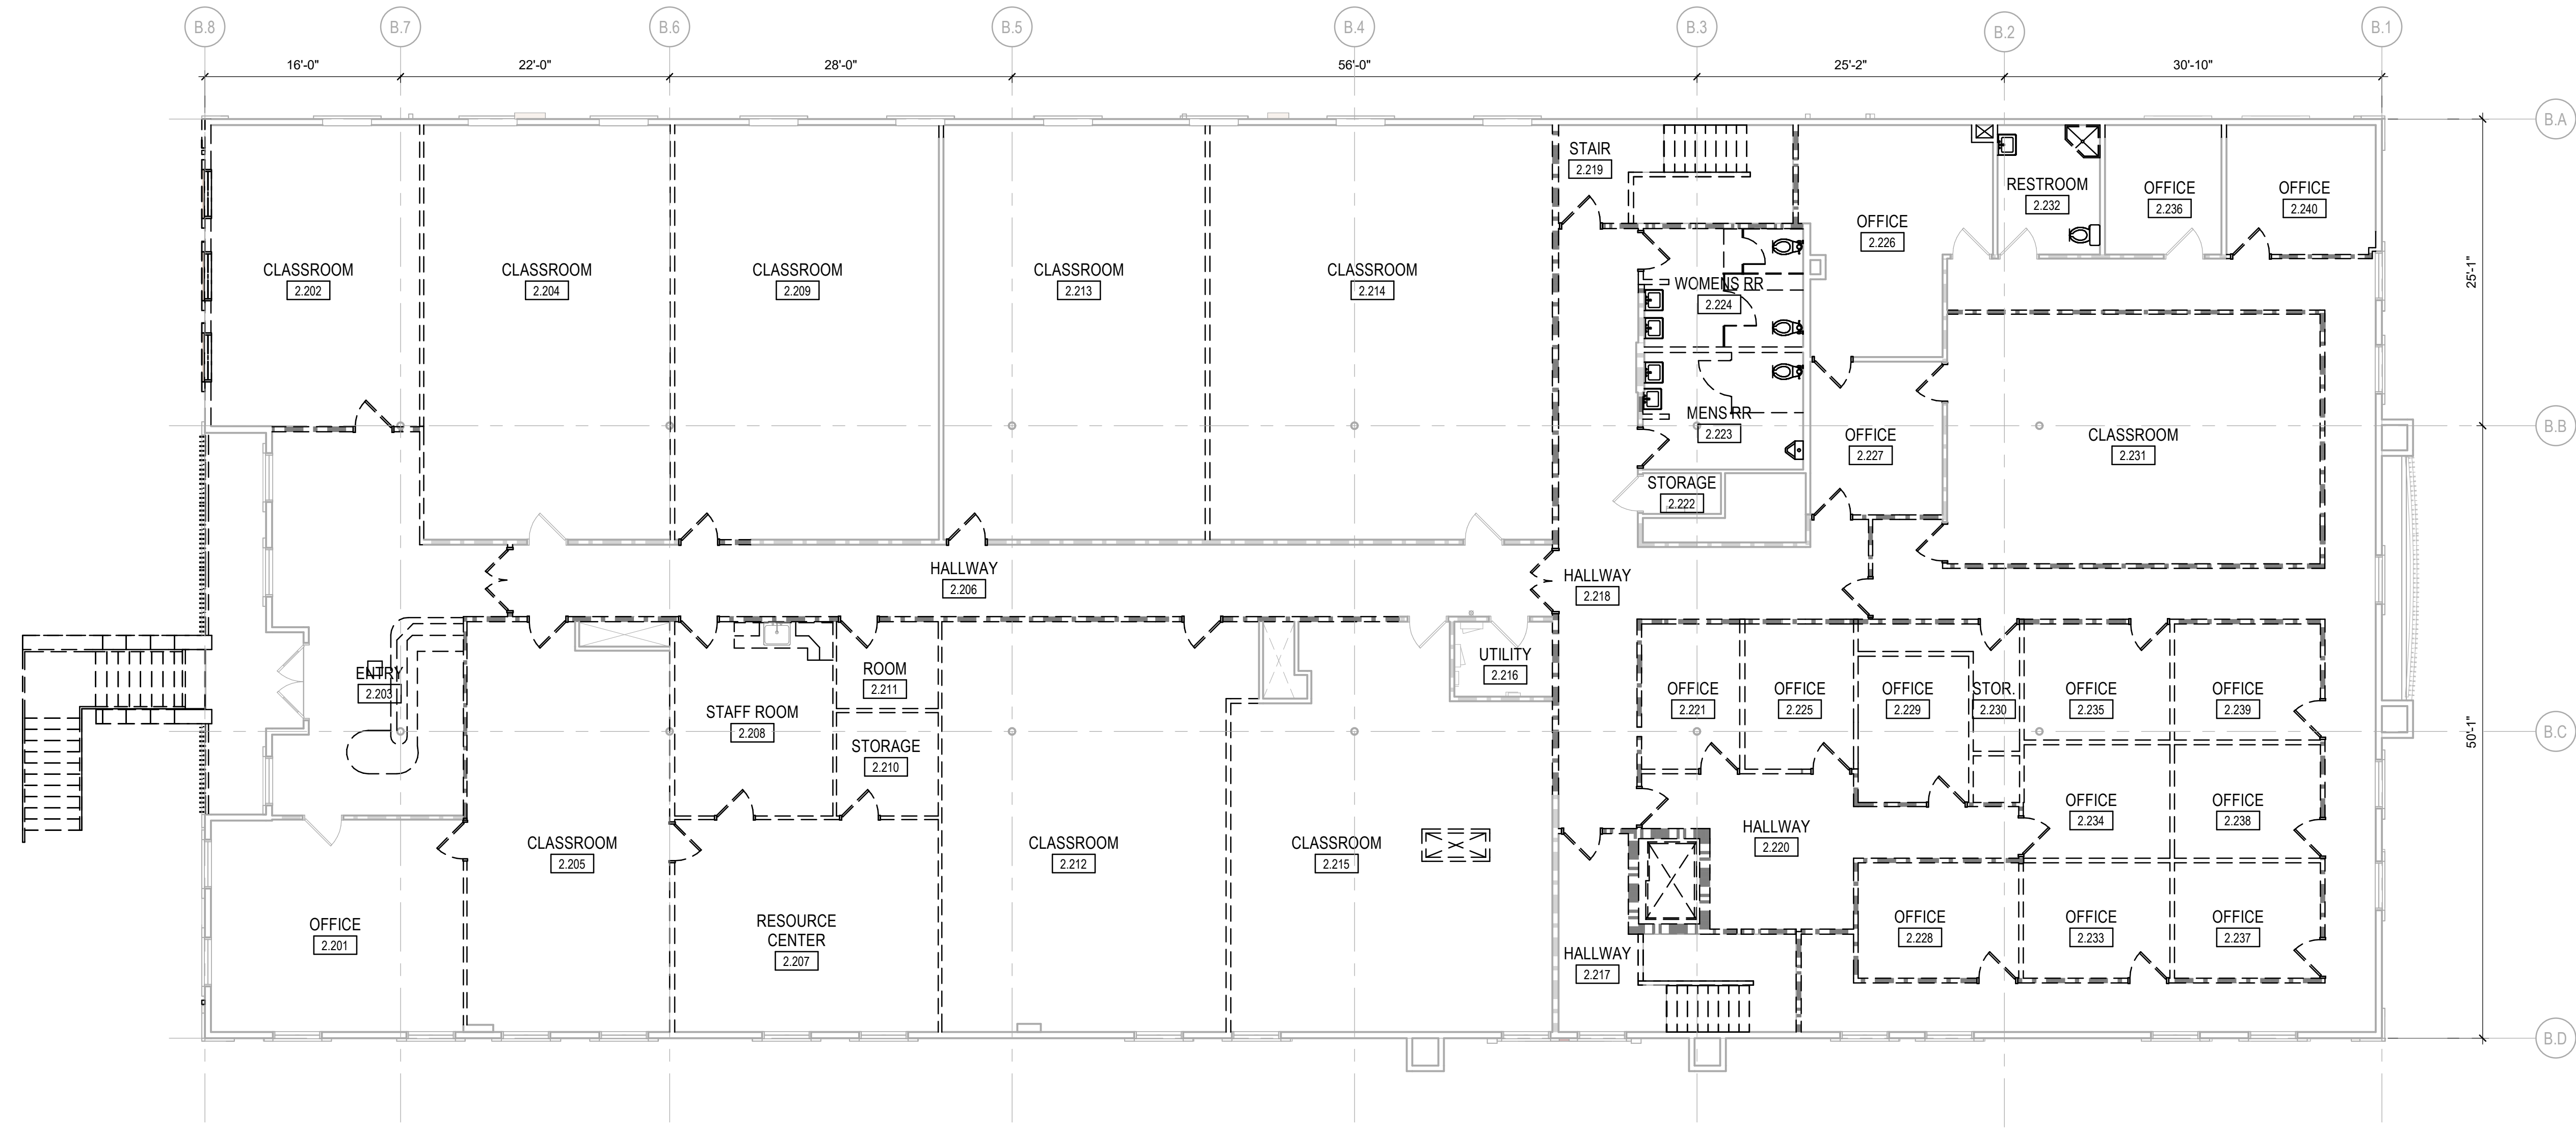 B.8
B.7
B.6
B.5
B.4
B.3
B.2
B.1
16'-0"
22'-0"
28'-0"
56'-0"
25'-2"
30'-10"
B.A
STAIR
2.219
RESTROOM
2.232
OFFICE
2.236
OFFICE
2.240
OFFICE
2.226
CLASSROOM
2.202
CLASSROOM
2.204
CLASSROOM
2.209
CLASSROOM
2.213
CLASSROOM
2.214
WOMENS RR
2.224
25'-1"
MENS RR
2.223
OFFICE
2.227
CLASSROOM
2.231
B.B
STORAGE
2.222
HALLWAY
2.206
HALLWAY
2.218
ENTRY
2.203
ROOM
2.211
UTILITY
2.216
STAFF ROOM
2.208
STORAGE
2.210
OFFICE
2.221
OFFICE
2.225
OFFICE
2.229
STOR.
2.230
OFFICE
2.235
OFFICE
2.239
50'-1"
B.C
CLASSROOM
2.205
CLASSROOM
2.212
CLASSROOM
2.215
HALLWAY
2.220
OFFICE
2.234
OFFICE
2.238
OFFICE
2.201
RESOURCE
CENTER
2.207
HALLWAY
2.217
OFFICE
2.228
OFFICE
2.233
OFFICE
2.237
B.D